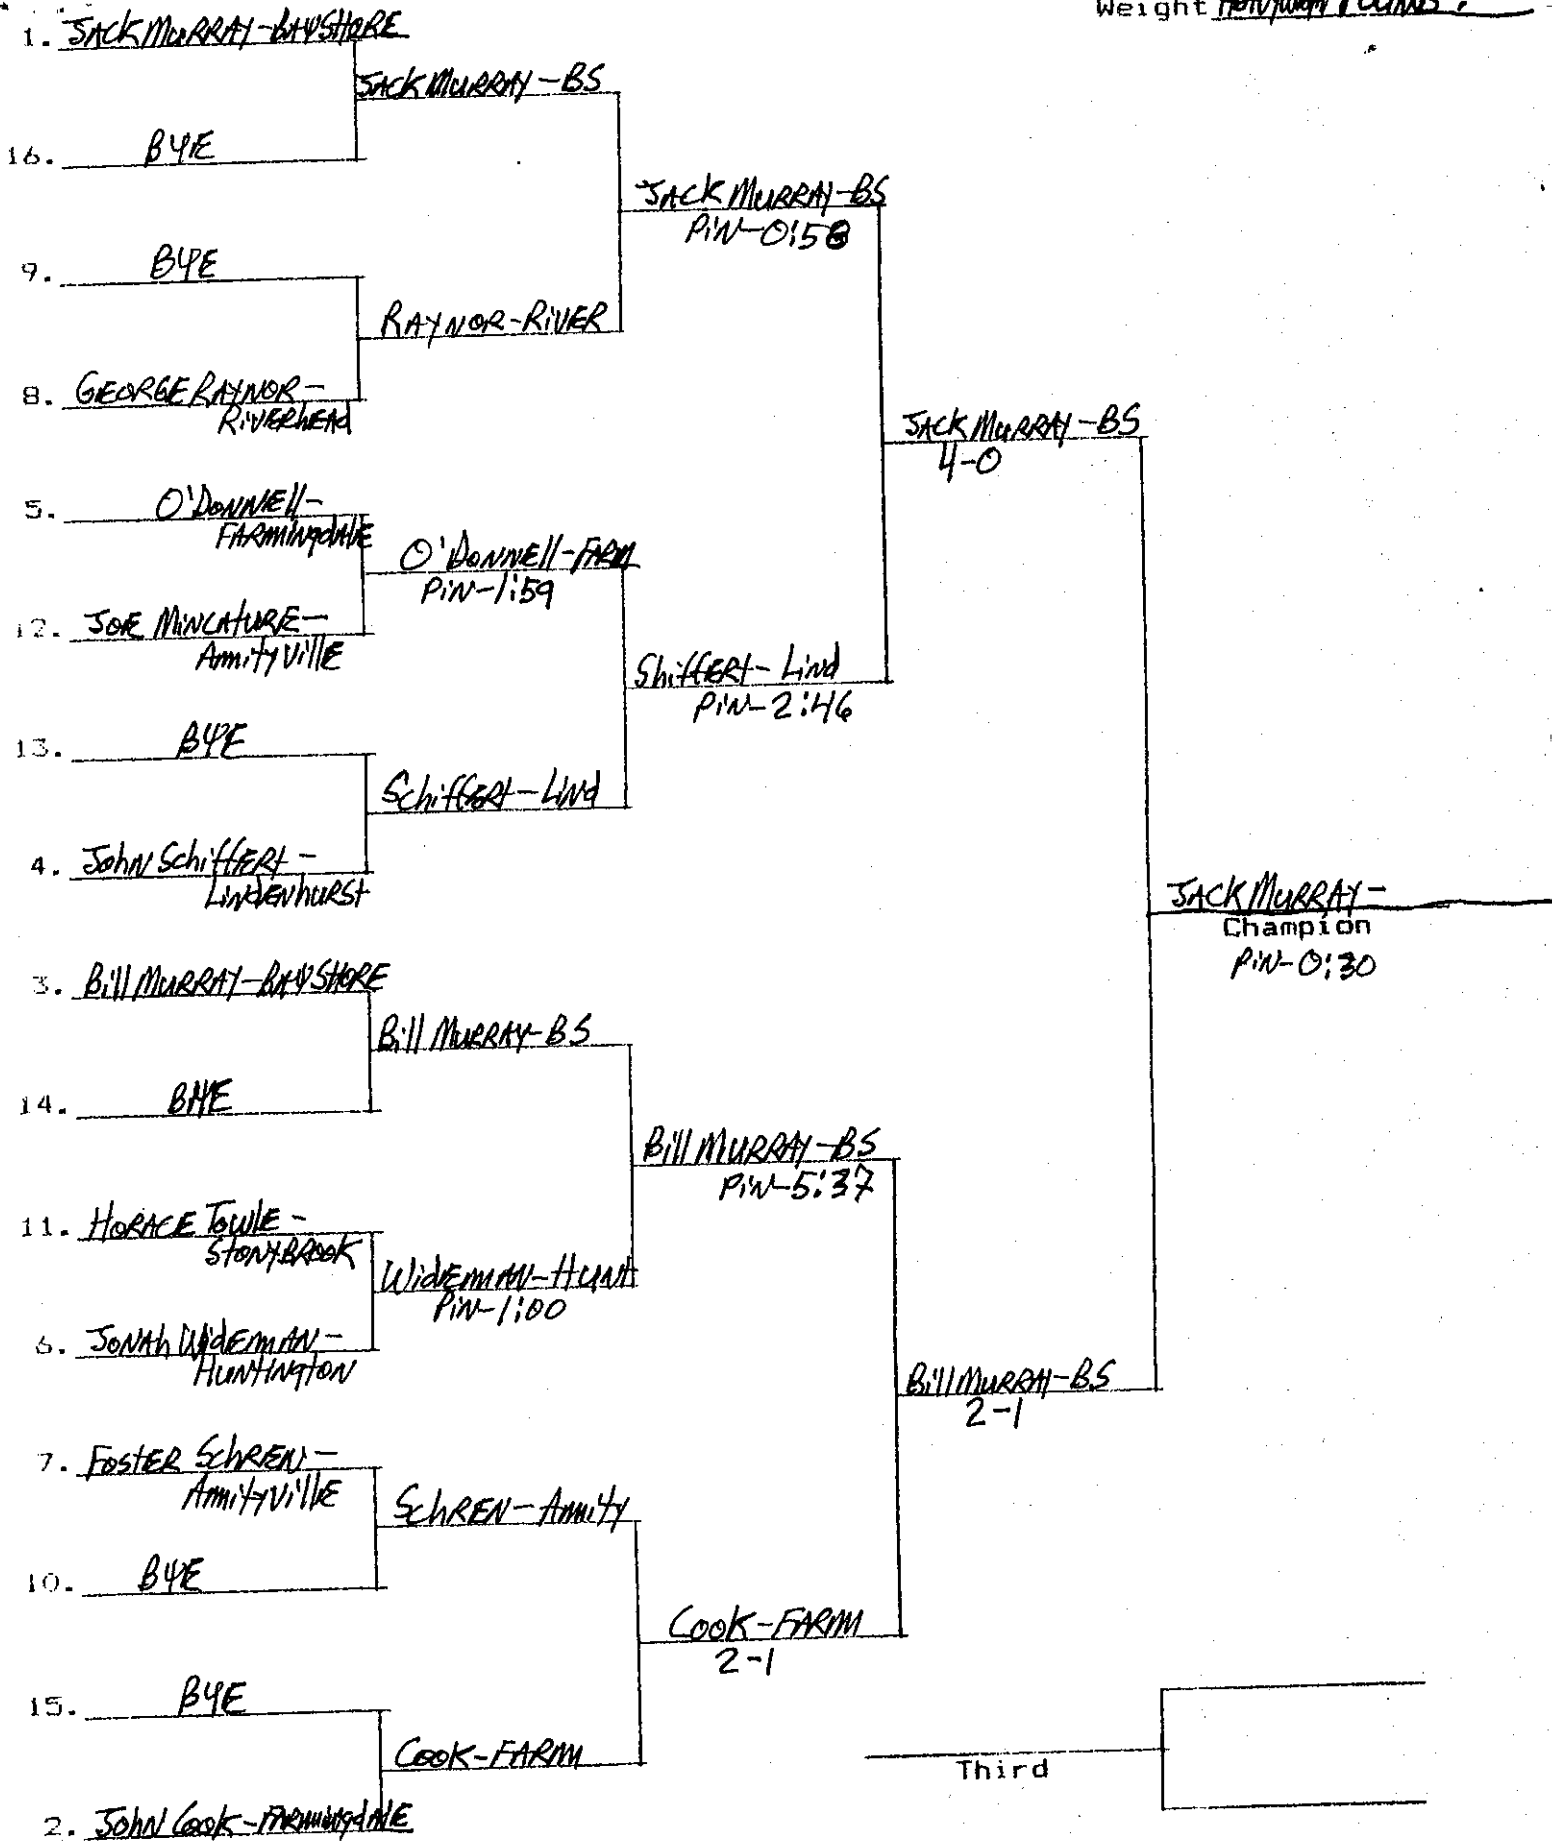 Weight
1. JACK MURRAY-BAYSHORE
JACK MURRAY-BS
16. BYE
JACK MURRAY-BS
PIN-0:58
9. BYE
RAYNOR-RIVER
8. GEORGE RAYNOR-
RIVERHEAD
JACK MURRAY-BS
4-0
5. O'DONNELL-
FARMINGDALE
O'DONNELL-FARM
PIN-1:59
12. JOE MINCATURE-
AMITYVILLE
Shiffert-Lind
PIN-2:46
13. BYE
Schiffert-Lind
4. John Schiffert-
LINDENHURST
JACK MURRAY-
Champion
PIN-0:30
3. Bill MURRAY-BAYSHORE
Bill MURRAY-BS
14. BYE
Bill MURRAY-BS
PIN-5:37
11. HORACE TOWLE-
STONYBROOK
WIDEMAN-HUNT
PIN-1:00
6. JONAH WIDEMAN-
HUNTINGTON
Bill MURRAY-BS
2-1
7. FOSTER SCHREN-
AMITYVILLE
SCHREN-AMITY
10. BYE
COOK-FARM
2-1
15. BYE
COOK-FARM
Third
2. JOHN COOK-FARMINGDALE